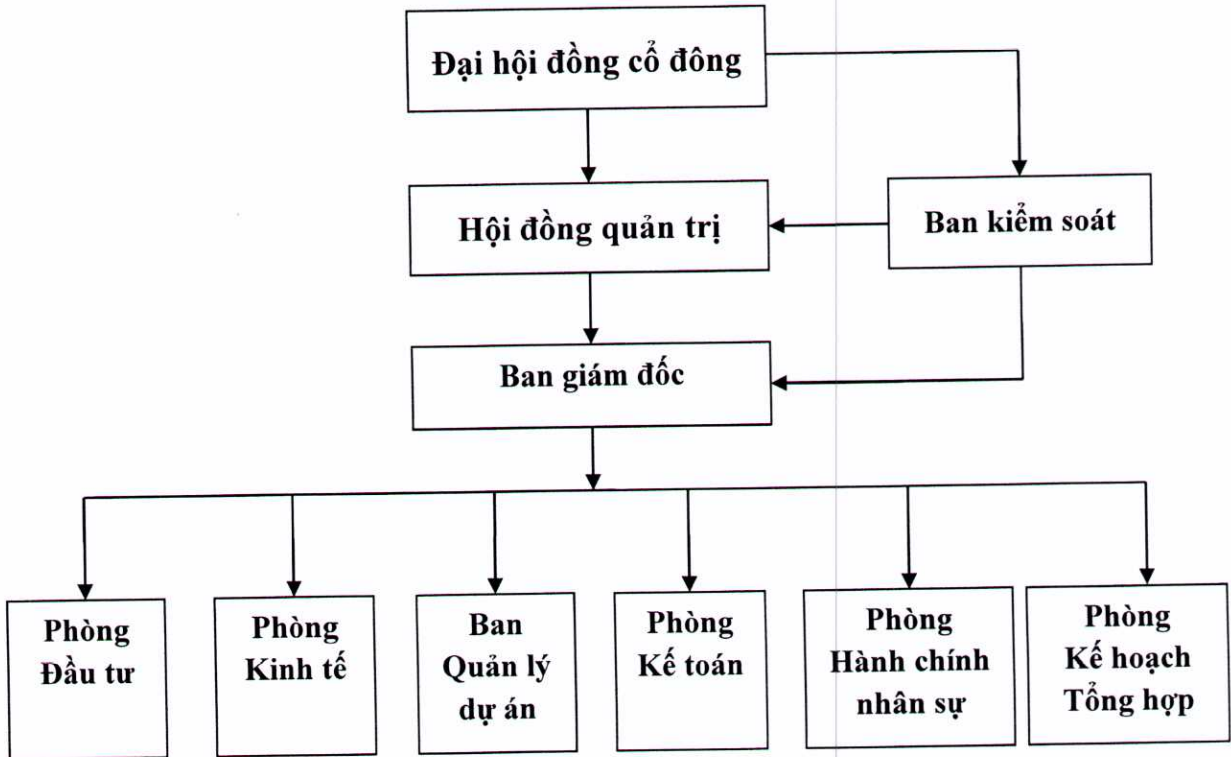 Đại hội đồng cổ đông
Hội đồng quản trị
Ban kiểm soát
Ban giám đốc
Phòng
Đầu tư
Phòng
Kinh tế
Ban
Quản lý
dự án
Phòng
Kế toán
Phòng
Hành chính
nhân sự
Phòng
Kế hoạch
Tổng hợp